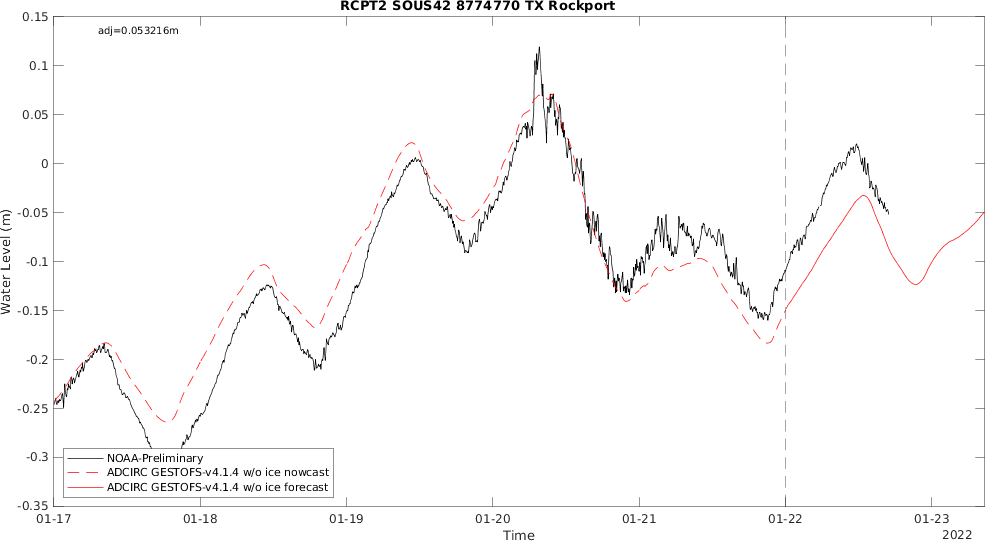 RCPT2 SOUS42 8774770 TX Rockport
adj=0.053216m
0.15
0.1
0.05
0
-0.05
-0.1
-0.15
-0.2
-0.25
-0.3
-0.35
Water Level (m)
NOAA-Preliminary
ADCIRC GESTOFS-v4.1.4 w/o ice nowcast
ADCIRC GESTOFS-v4.1.4 w/o ice forecast
01-17 01-18 01-19 01-20 01-21 01-22 01-23
Time
2022